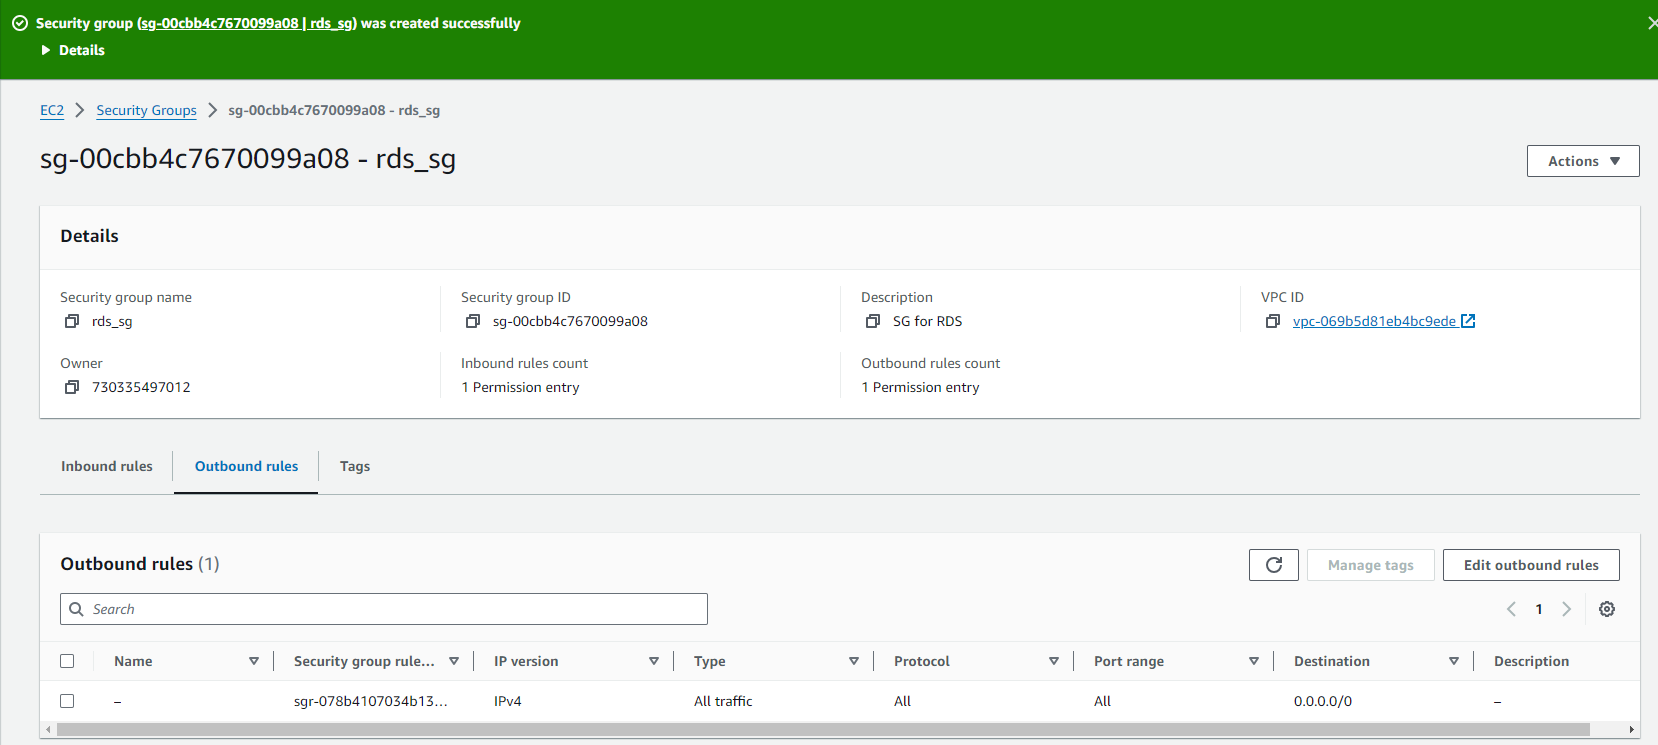 Security group (sg-00cbb4c7670099a08 | rds_sg) was created successfully
Details
EC2 Security Groups sg-00cbb4c7670099a08 - rds_sg
sg-00cbb4c7670099a08 - rds_sg
Actions
Details
Security group name Security group ID Description VPC ID
rds_sg sg-00cbb4c7670099a08 SG for RDS vpc-069b5d81eb4bc9ede
Owner Inbound rules count Outbound rules count
730335497012 1 Permission entry 1 Permission entry
Inbound rules Outbound rules Tags
Outbound rules (1) Manage tags Edit outbound rules
Search 1
Name Security group rule... IP version Type Protocol Port range Destination Description
– sgr-078b4107034b13... IPv4 All traffic All All 0.0.0.0/0 –